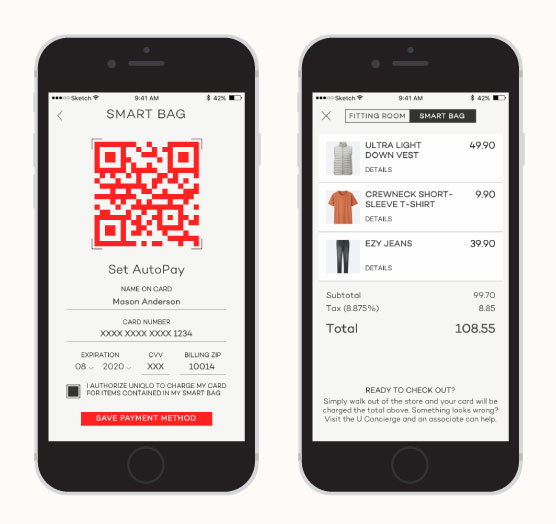 ●●●○○ Sketch 9:41 AM 42%
SMART BAG
Set AutoPay
NAME ON CARD
Mason Anderson
CARD NUMBER
XXXX XXXX XXXX 1234
EXPIRATION CVV BILLING ZIP
08 2020 XXX 10014
I AUTHORIZE UNIQLO TO CHARGE MY CARD
FOR ITEMS CONTAINED IN MY SMART BAG
SAVE PAYMENT METHOD
●●●○○ Sketch 9:41 AM 42%
FITTING ROOM SMART BAG
ULTRA LIGHT 49.90
DOWN VEST
DETAILS
CREWNECK SHORT- 9.90
SLEEVE T-SHIRT
DETAILS
EZY JEANS 39.90
DETAILS
Subtotal 99.70
Tax (8.875%) 8.85
Total 108.55
READY TO CHECK OUT?
Simply walk out of the store and your card will be
charged the total above. Something looks wrong?
Visit the U Concierge and an associate can help.